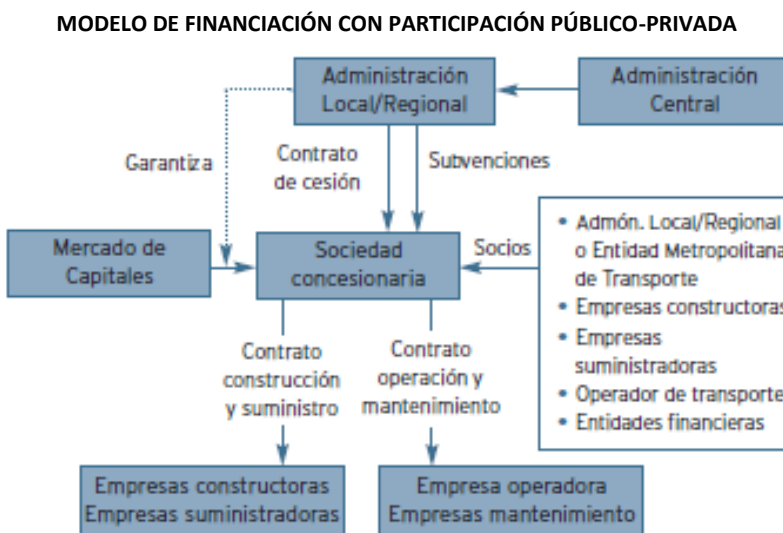 MODELO DE FINANCIACIÓN CON PARTICIPACIÓN PÚBLICO-PRIVADA
Administración
Local/Regional
Administración
Central
Garantiza
Contrato
de cesión
Subvenciones
Mercado de
Capitales
Sociedad
concesionaria
Socios
• Admón. Local/Regional
o Entidad Metropolitana
de Transporte
• Empresas constructoras
• Empresas
suministradoras
• Operador de transporte
• Entidades financieras
Contrato
construcción
y suministro
Contrato
operación y
mantenimiento
Empresas constructoras
Empresas suministradoras
Empresa operadora
Empresas mantenimiento